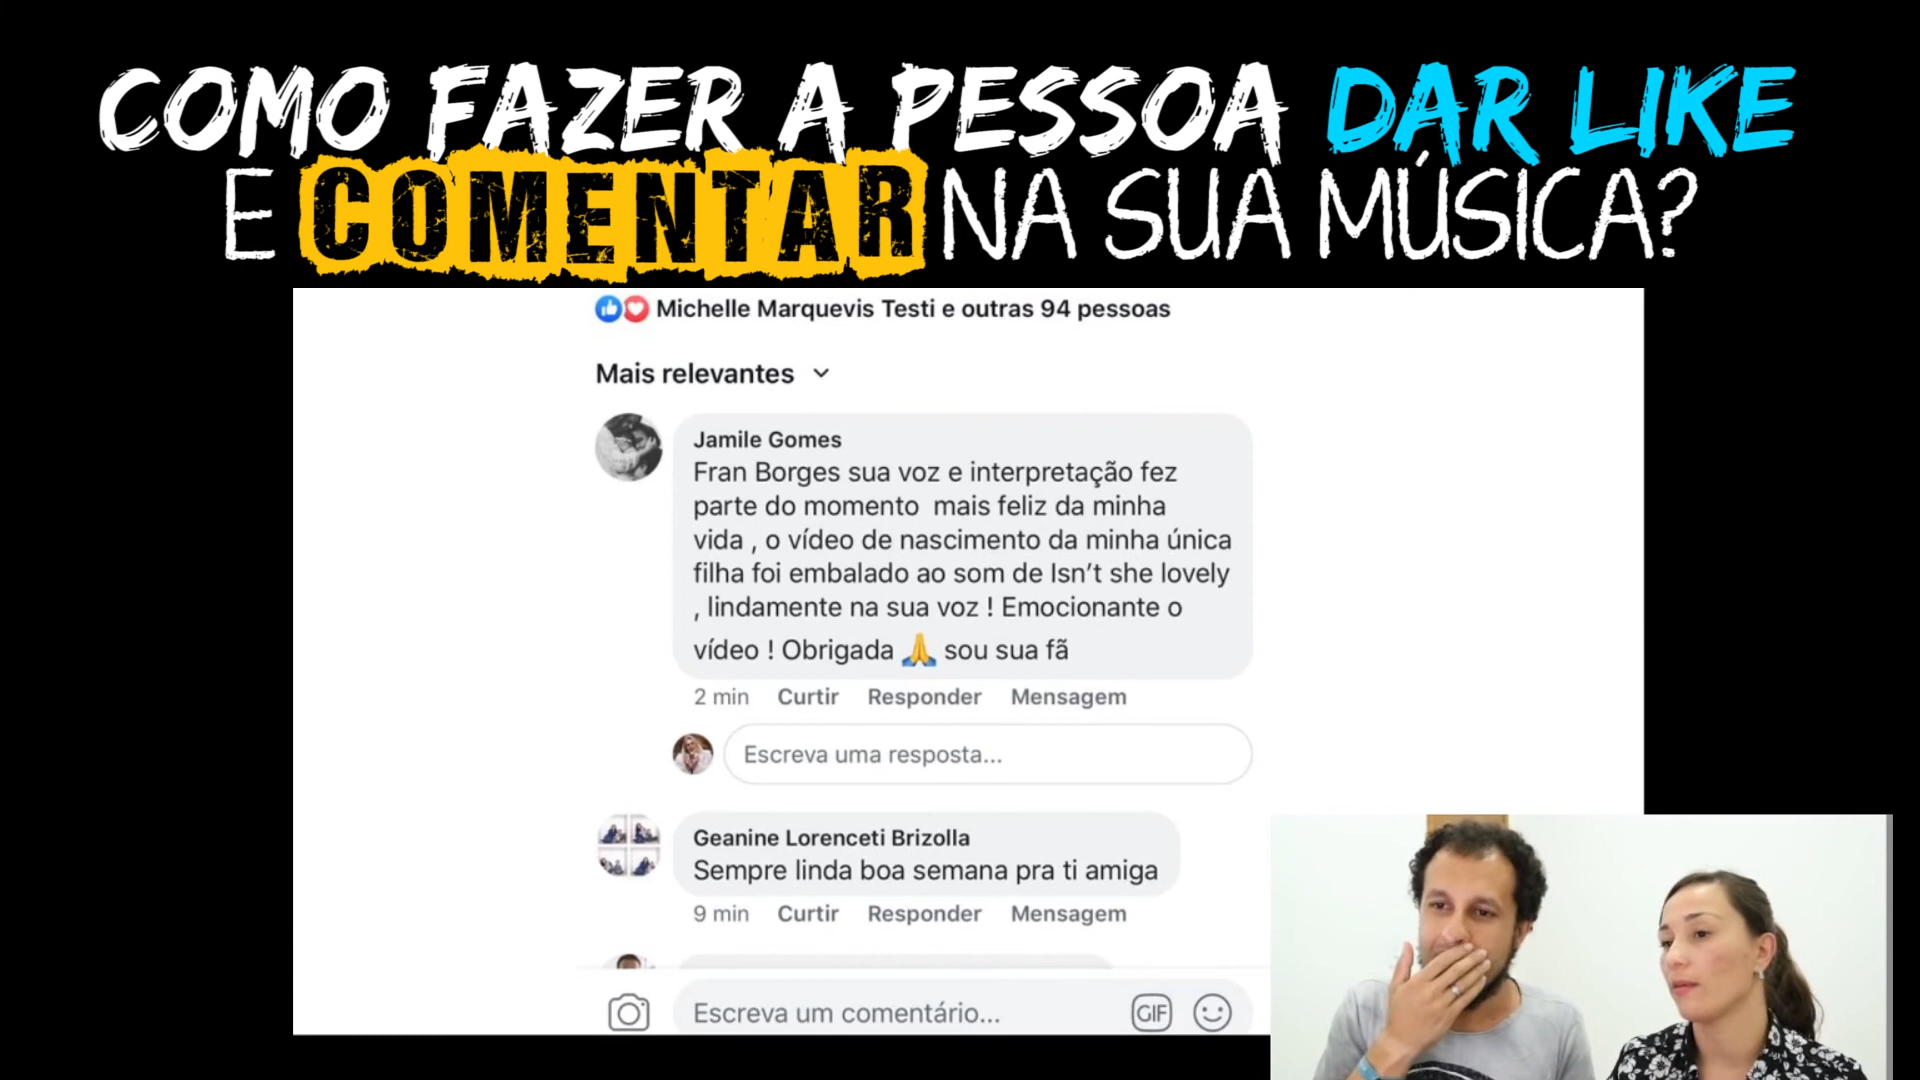 COMO FAZER A PESSOA DAR LIKE
E COMENTAR NA SUA MÚSICA?
Michelle Marquevis Testi e outras 94 pessoas
Mais relevantes
Jamile Gomes
Fran Borges sua voz e interpretação fez
parte do momento mais feliz da minha
vida , o vídeo de nascimento da minha única
filha foi embalado ao som de Isn't she lovely
, lindamente na sua voz ! Emocionante o
vídeo ! Obrigada 🙏 sou sua fã
2 min Curtir Responder Mensagem
Escreva uma resposta...
Geanine Lorenceti Brizolla
Sempre linda boa semana pra ti amiga
9 min Curtir Responder Mensagem
Escreva um comentário... GIF